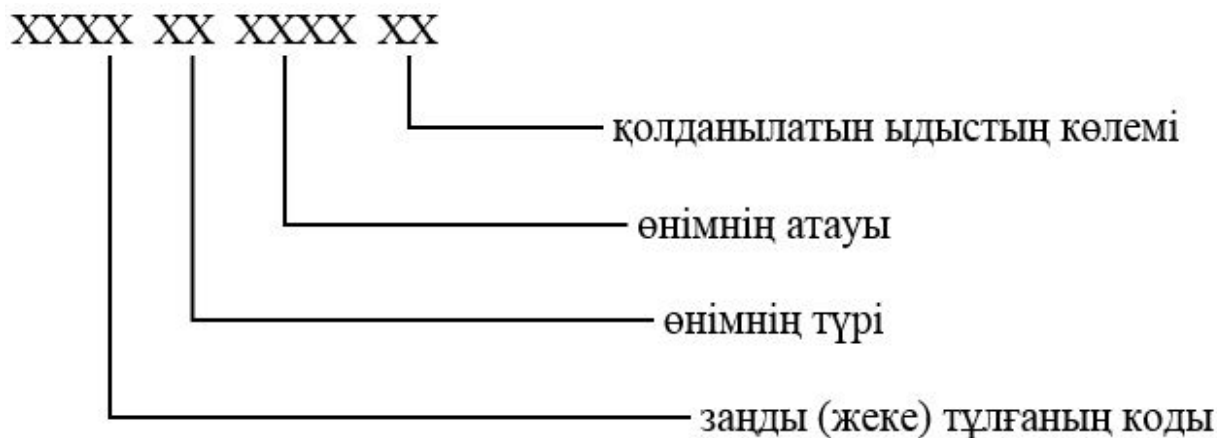 XXXX XX XXXX XX
қолданылатын ыдыстың көлемі
өнімнің атауы
өнімнің түрі
заңды (жеке) тұлғаның коды